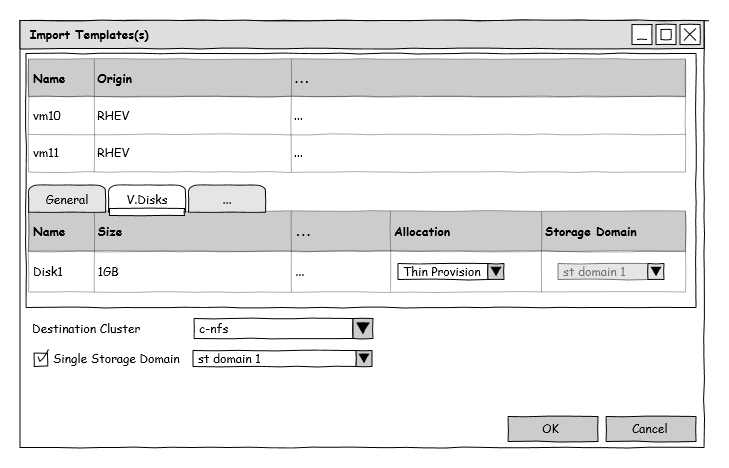 Import Templates(s)
Name Origin ...
vm10 RHEV ...
vm11 RHEV ...
General V.Disks ...
Name Size ... Allocation Storage Domain
Disk1 1GB ... Thin Provision st domain 1
Destination Cluster c-nfs
Single Storage Domain st domain 1
OK Cancel